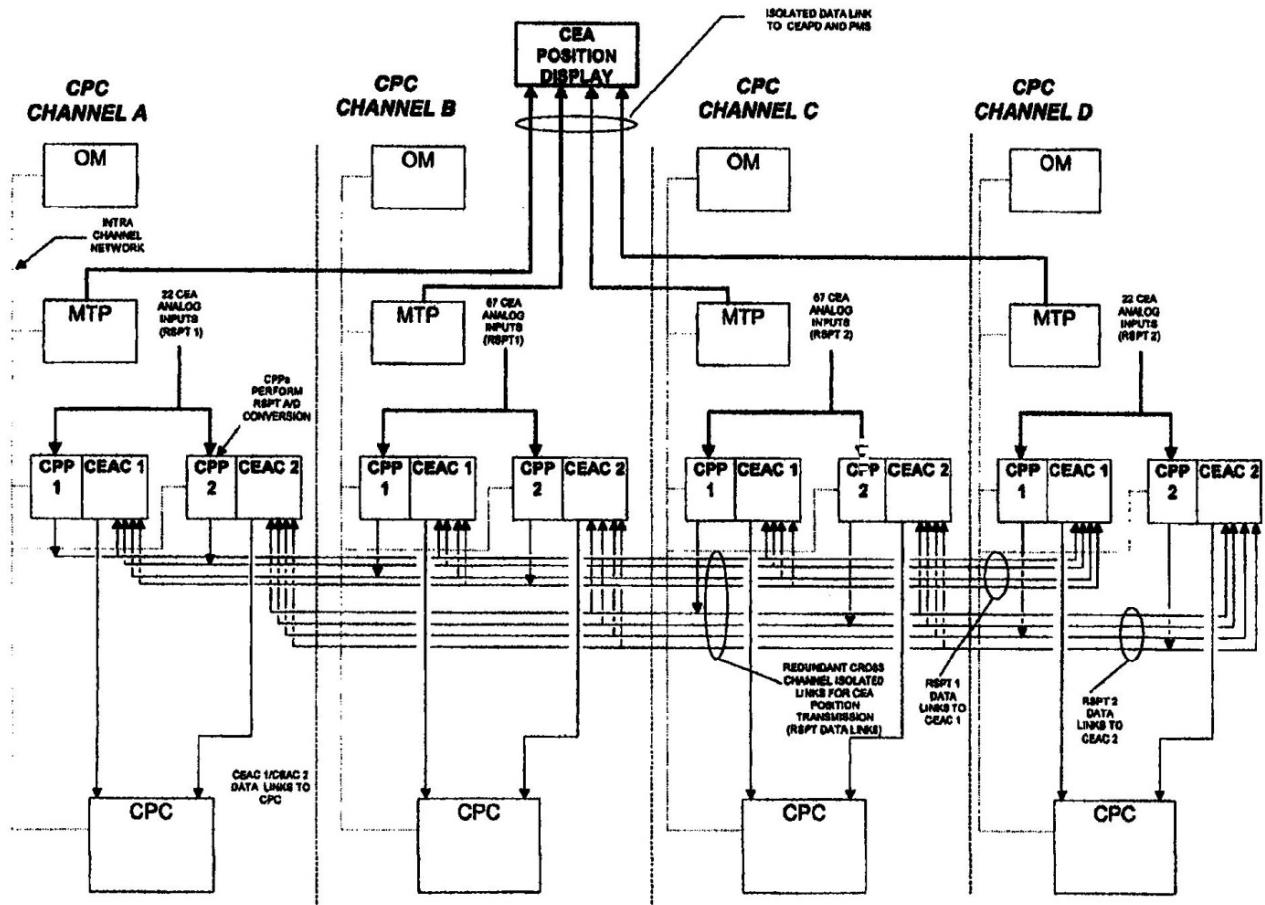 ISOLATED DATA LINK
TO CEAPD AND PMS
CEA
POSITION
DISPLAY
CPC
CHANNEL A
CPC
CHANNEL B
CPC
CHANNEL C
CPC
CHANNEL D
OM
OM
OM
OM
INTRA
CHANNEL
NETWORK
MTP
22 CEA
ANALOG
INPUTS
(RSPT 1)
MTP
67 CEA
ANALOG
INPUTS
(RSPT1)
MTP
67 CEA
ANALOG
INPUTS
(RSPT 2)
MTP
22 CEA
ANALOG
INPUTS
(RSPT 2)
CPPs
PERFORM
RSPT A/D
CONVERSION
CPP
1
CEAC 1
CPP
2
CEAC 2
CPP
1
CEAC 1
CPP
2
CEAC 2
CPP
1
CEAC 1
CPP
2
CEAC 2
CPP
1
CEAC 1
CPP
2
CEAC 2
REDUNDANT CROSS
CHANNEL ISOLATED
LINKS FOR CEA
POSITION
TRANSMISSION
(RSPT DATA LINKS)
RSPT 1
DATA
LINKS TO
CEAC 1
RSPT 2
DATA
LINKS TO
CEAC 2
CEAC 1/CEAC 2
DATA LINKS TO
CPC
CPC
CPC
CPC
CPC